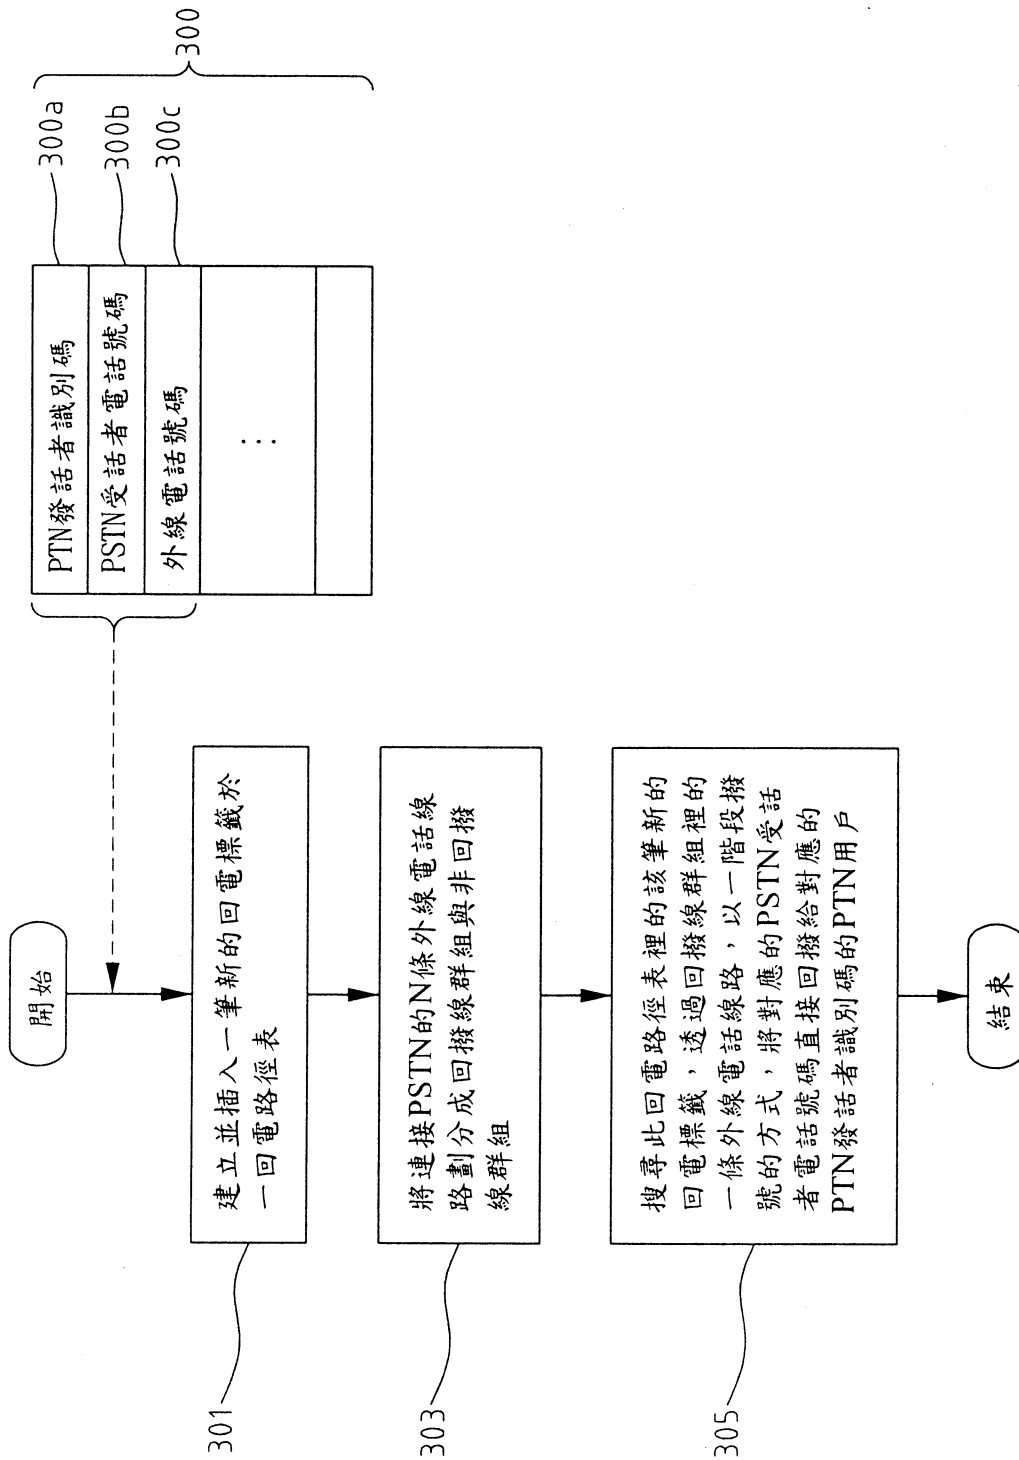 開始
300
300a
300b
300c
PTN發話者識別碼
PSTN受話者電話號碼
外線電話號碼
⋮
建立並插入一筆新的回電標籤於
一回電路徑表
301
將連接PSTN的N條外線電話線
路劃分成回撥線群組與非回撥
線群組
303
搜尋此回電路徑表裡的該筆新的
回電標籤，透過回撥線群組裡的
一條外線電話線路，以一階段撥
號的方式，將對應的PSTN受話
者電話號碼直接回撥給對應的
PTN發話者識別碼的PTN用戶
305
結束